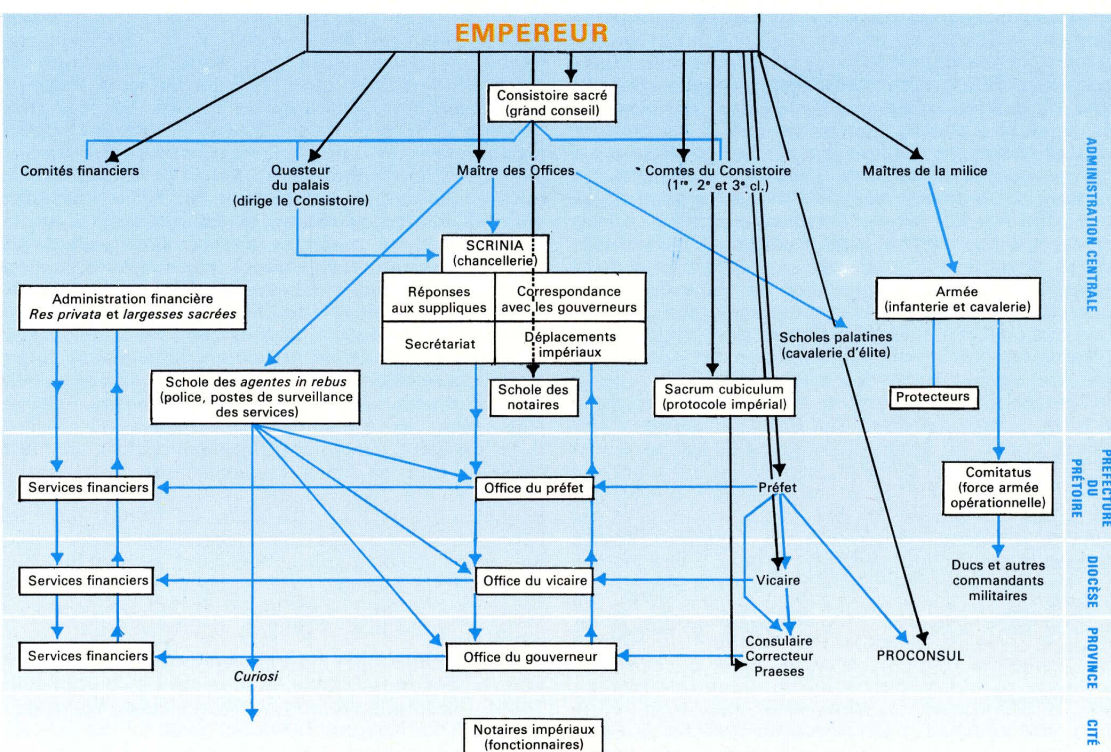 EMPEREUR
Consistoire sacré
(grand conseil)
Comités financiers
Questeur
du palais
(dirige le Consistoire)
Maître des Offices
Comtes du Consistoire
(1re, 2e et 3e cl.)
Maîtres de la milice
ADMINISTRATION CENTRALE
SCRINIA
(chancellerie)
Réponses
aux suppliques
Correspondance
avec les gouverneurs
Secrétariat
Déplacements
impériaux
Administration financière
Res privata et largesses sacrées
Armée
(infanterie et cavalerie)
Scholes palatines
(cavalerie d'élite)
Schole des agentes in rebus
(police, postes de surveillance
des services)
Schole des
notaires
Sacrum cubiculum
(protocole impérial)
Protecteurs
PREFECTURE
DU
PRÉTOIRE
Services financiers
Office du préfet
Préfet
Comitatus
(force armée
opérationnelle)
DIOCÈSE
Services financiers
Office du vicaire
Vicaire
Ducs et autres
commandants
militaires
PROVINCE
Services financiers
Office du gouverneur
Consulaire
Correcteur
Praeses
PROCONSUL
Curiosi
CITÉ
Notaires impériaux
(fonctionnaires)